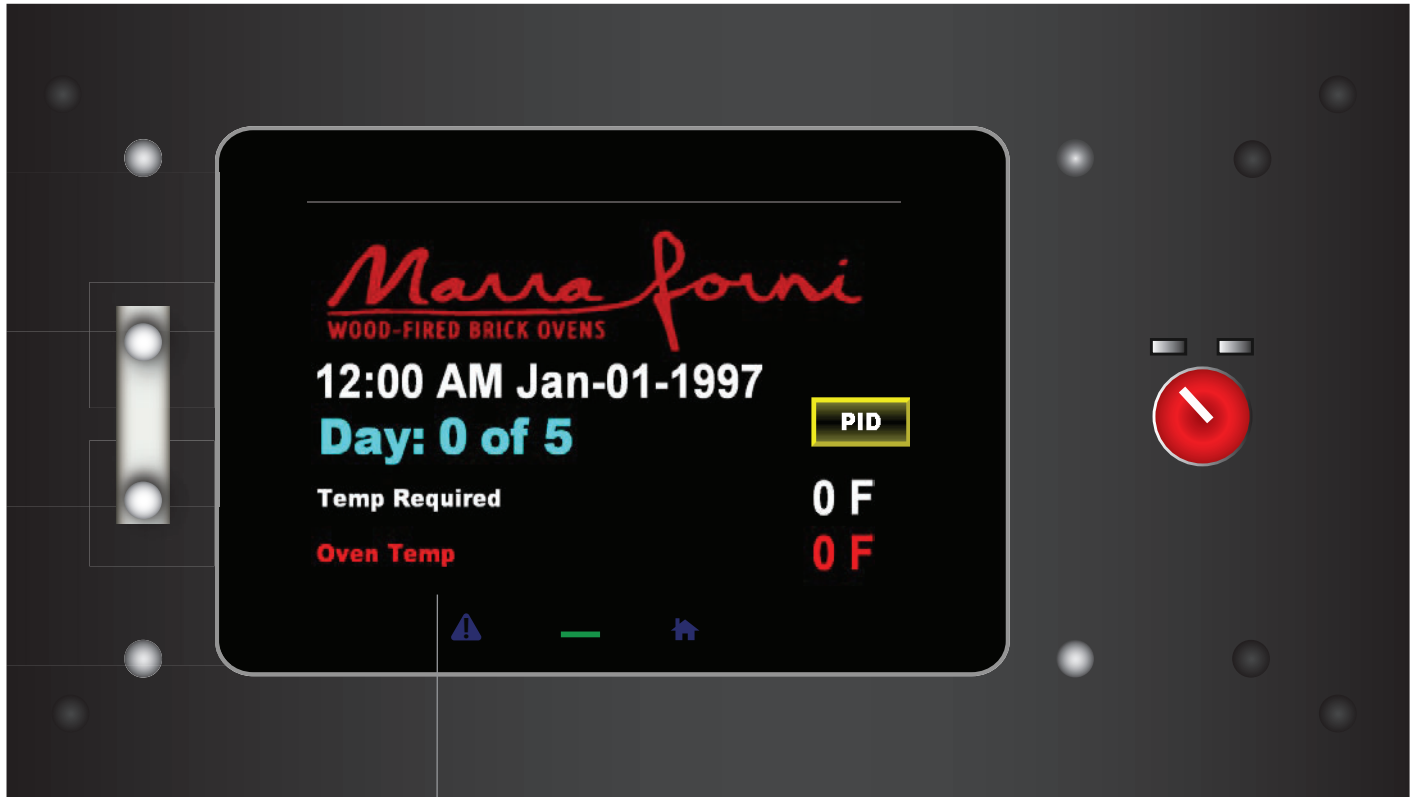 Marra Forni
WOOD-FIRED BRICK OVENS
12:00 AM Jan-01-1997
Day: 0 of 5
PID
Temp Required 0 F
Oven Temp 0 F